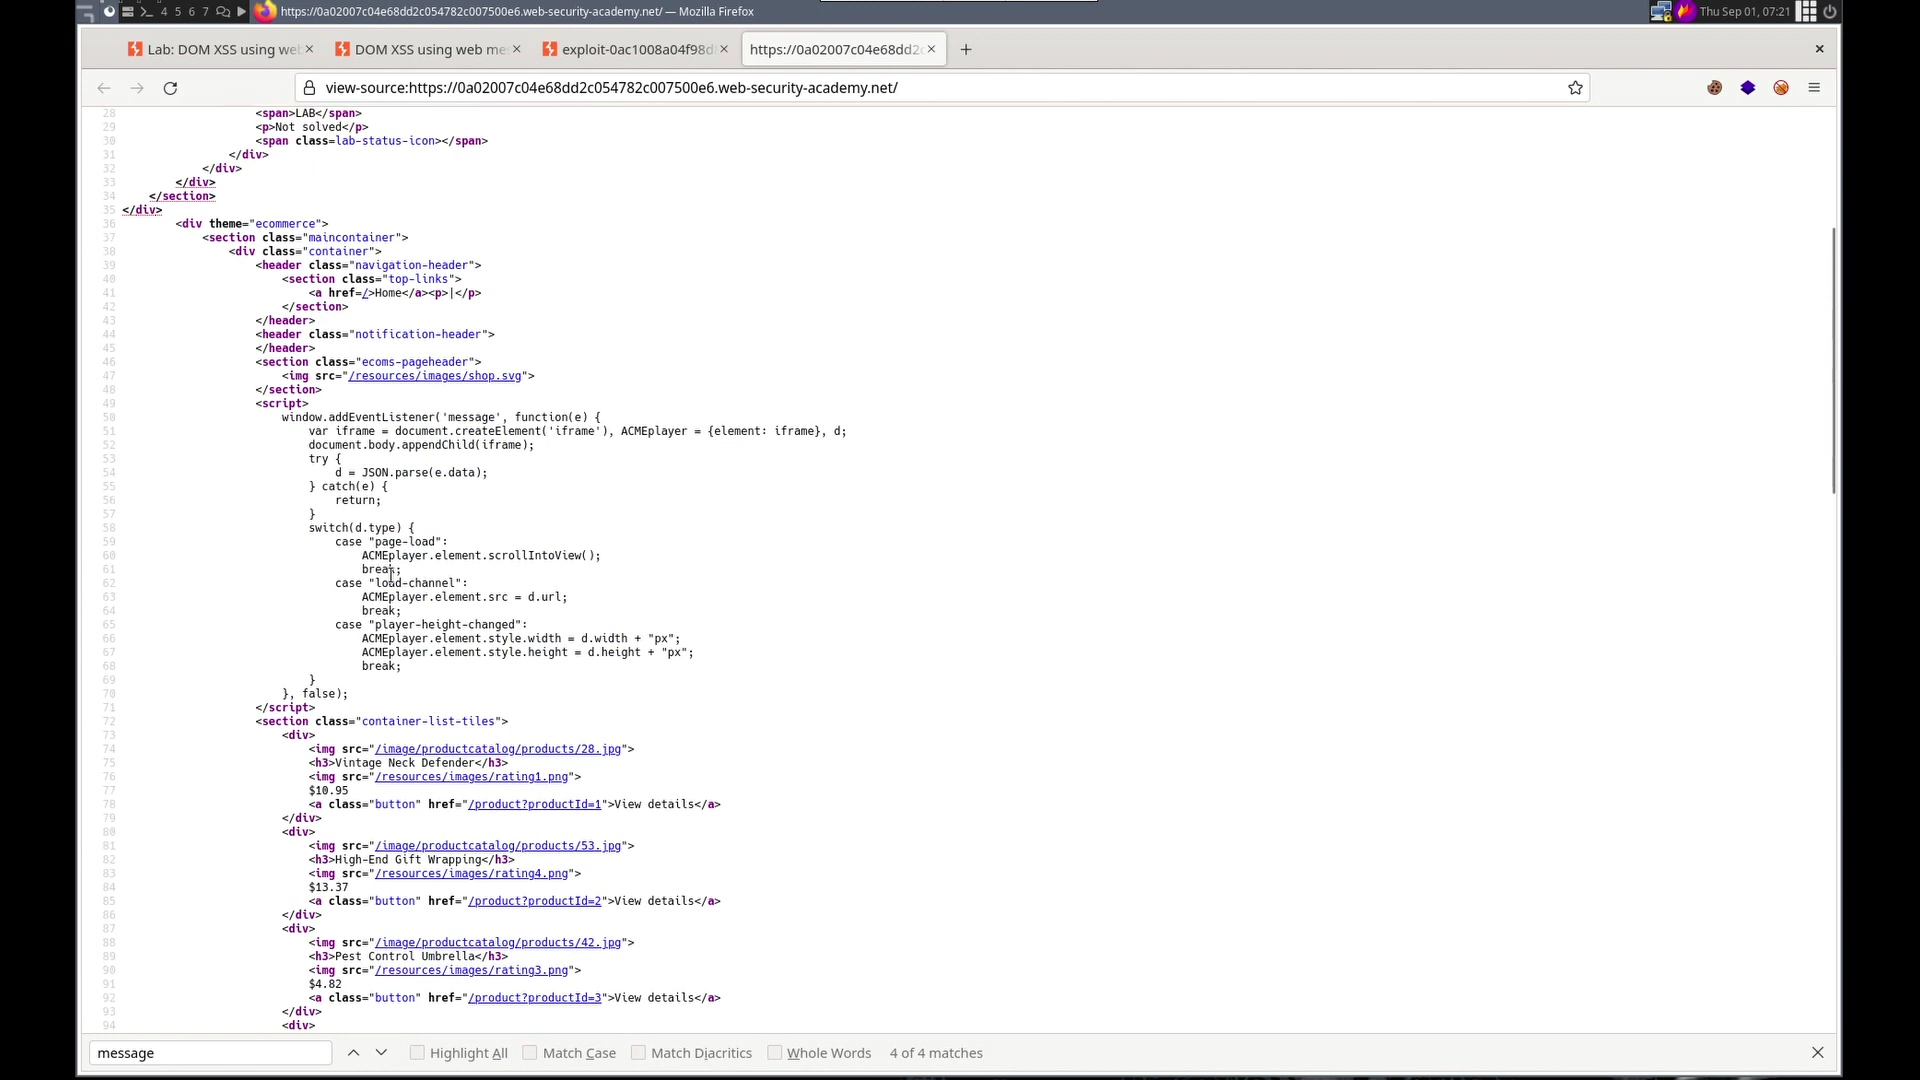 4 5 6 7
https://0a02007c04e68dd2c054782c007500e6.web-security-academy.net/ — Mozilla Firefox
Thu Sep 01, 07:21
Lab: DOM XSS using we
DOM XSS using web me
exploit-0ac1008a04f98d
https://0a02007c04e68dd2
view-source:https://0a02007c04e68dd2c054782c007500e6.web-security-academy.net/
28 <span>LAB</span>
29 <p>Not solved</p>
30 <span class=lab-status-icon></span>
31 </div>
32 </div>
33 </div>
34 </section>
35 </div>
36 <div theme="ecommerce">
37 <section class="maincontainer">
38 <div class="container">
39 <header class="navigation-header">
40 <section class="top-links">
41 <a href=/>Home</a><p>|</p>
42 </section>
43 </header>
44 <header class="notification-header">
45 </header>
46 <section class="ecoms-pageheader">
47 <img src="/resources/images/shop.svg">
48 </section>
49 <script>
50 window.addEventListener('message', function(e) {
51 var iframe = document.createElement('iframe'), ACMEplayer = {element: iframe}, d;
52 document.body.appendChild(iframe);
53 try {
54 d = JSON.parse(e.data);
55 } catch(e) {
56 return;
57 }
58 switch(d.type) {
59 case "page-load":
60 ACMEplayer.element.scrollIntoView();
61 break;
62 case "load-channel":
63 ACMEplayer.element.src = d.url;
64 break;
65 case "player-height-changed":
66 ACMEplayer.element.style.width = d.width + "px";
67 ACMEplayer.element.style.height = d.height + "px";
68 break;
69 }
70 }, false);
71 </script>
72 <section class="container-list-tiles">
73 <div>
74 <img src="/image/productcatalog/products/28.jpg">
75 <h3>Vintage Neck Defender</h3>
76 <img src="/resources/images/rating1.png">
77 $10.95
78 <a class="button" href="/product?productId=1">View details</a>
79 </div>
80 <div>
81 <img src="/image/productcatalog/products/53.jpg">
82 <h3>High-End Gift Wrapping</h3>
83 <img src="/resources/images/rating4.png">
84 $13.37
85 <a class="button" href="/product?productId=2">View details</a>
86 </div>
87 <div>
88 <img src="/image/productcatalog/products/42.jpg">
89 <h3>Pest Control Umbrella</h3>
90 <img src="/resources/images/rating3.png">
91 $4.82
92 <a class="button" href="/product?productId=3">View details</a>
93 </div>
94 <div>
message
Highlight All
Match Case
Match Diacritics
Whole Words
4 of 4 matches